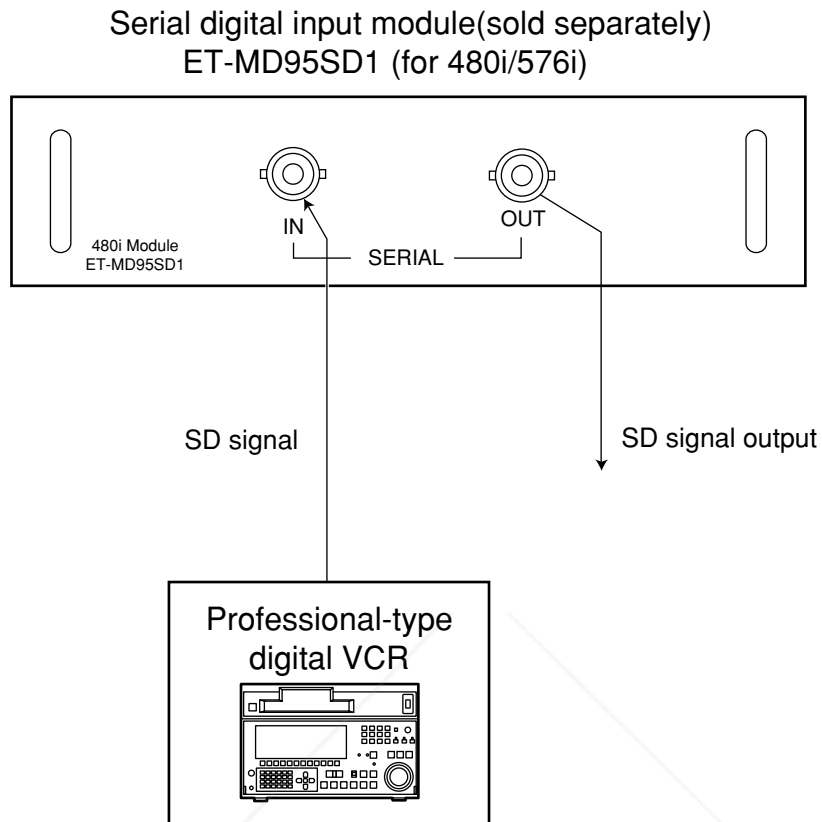 Serial digital input module(sold separately)
ET-MD95SD1 (for 480i/576i)
IN
OUT
SERIAL
480i Module
ET-MD95SD1
SD signal
SD signal output
Professional-type
digital VCR